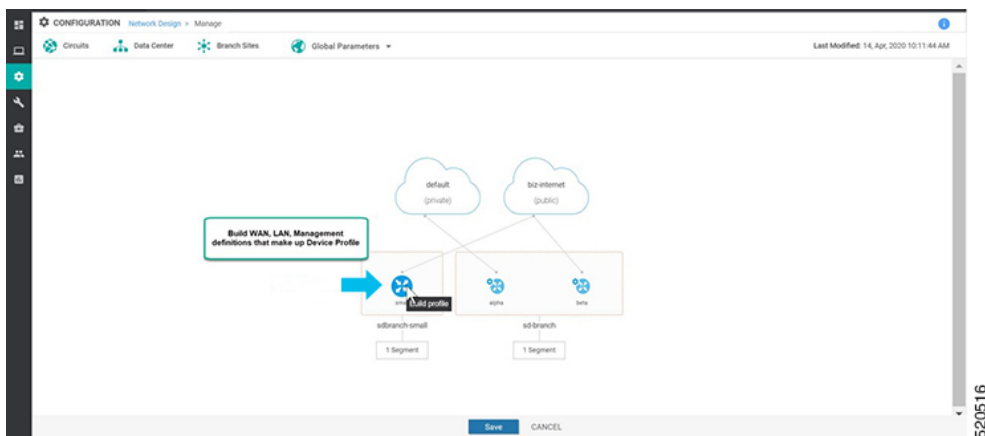 CONFIGURATION Network Design > Manage
Circuits Data Center Branch Sites Global Parameters Last Modified: 14, Apr, 2020 10:11:44 AM
default biz-internet
(private) (public)
Build WAN, LAN, Management
definitions that make up Device Profile
Build profile alpha beta
sdbranch-small sd-branch
1 Segment 1 Segment
Save CANCEL
520516